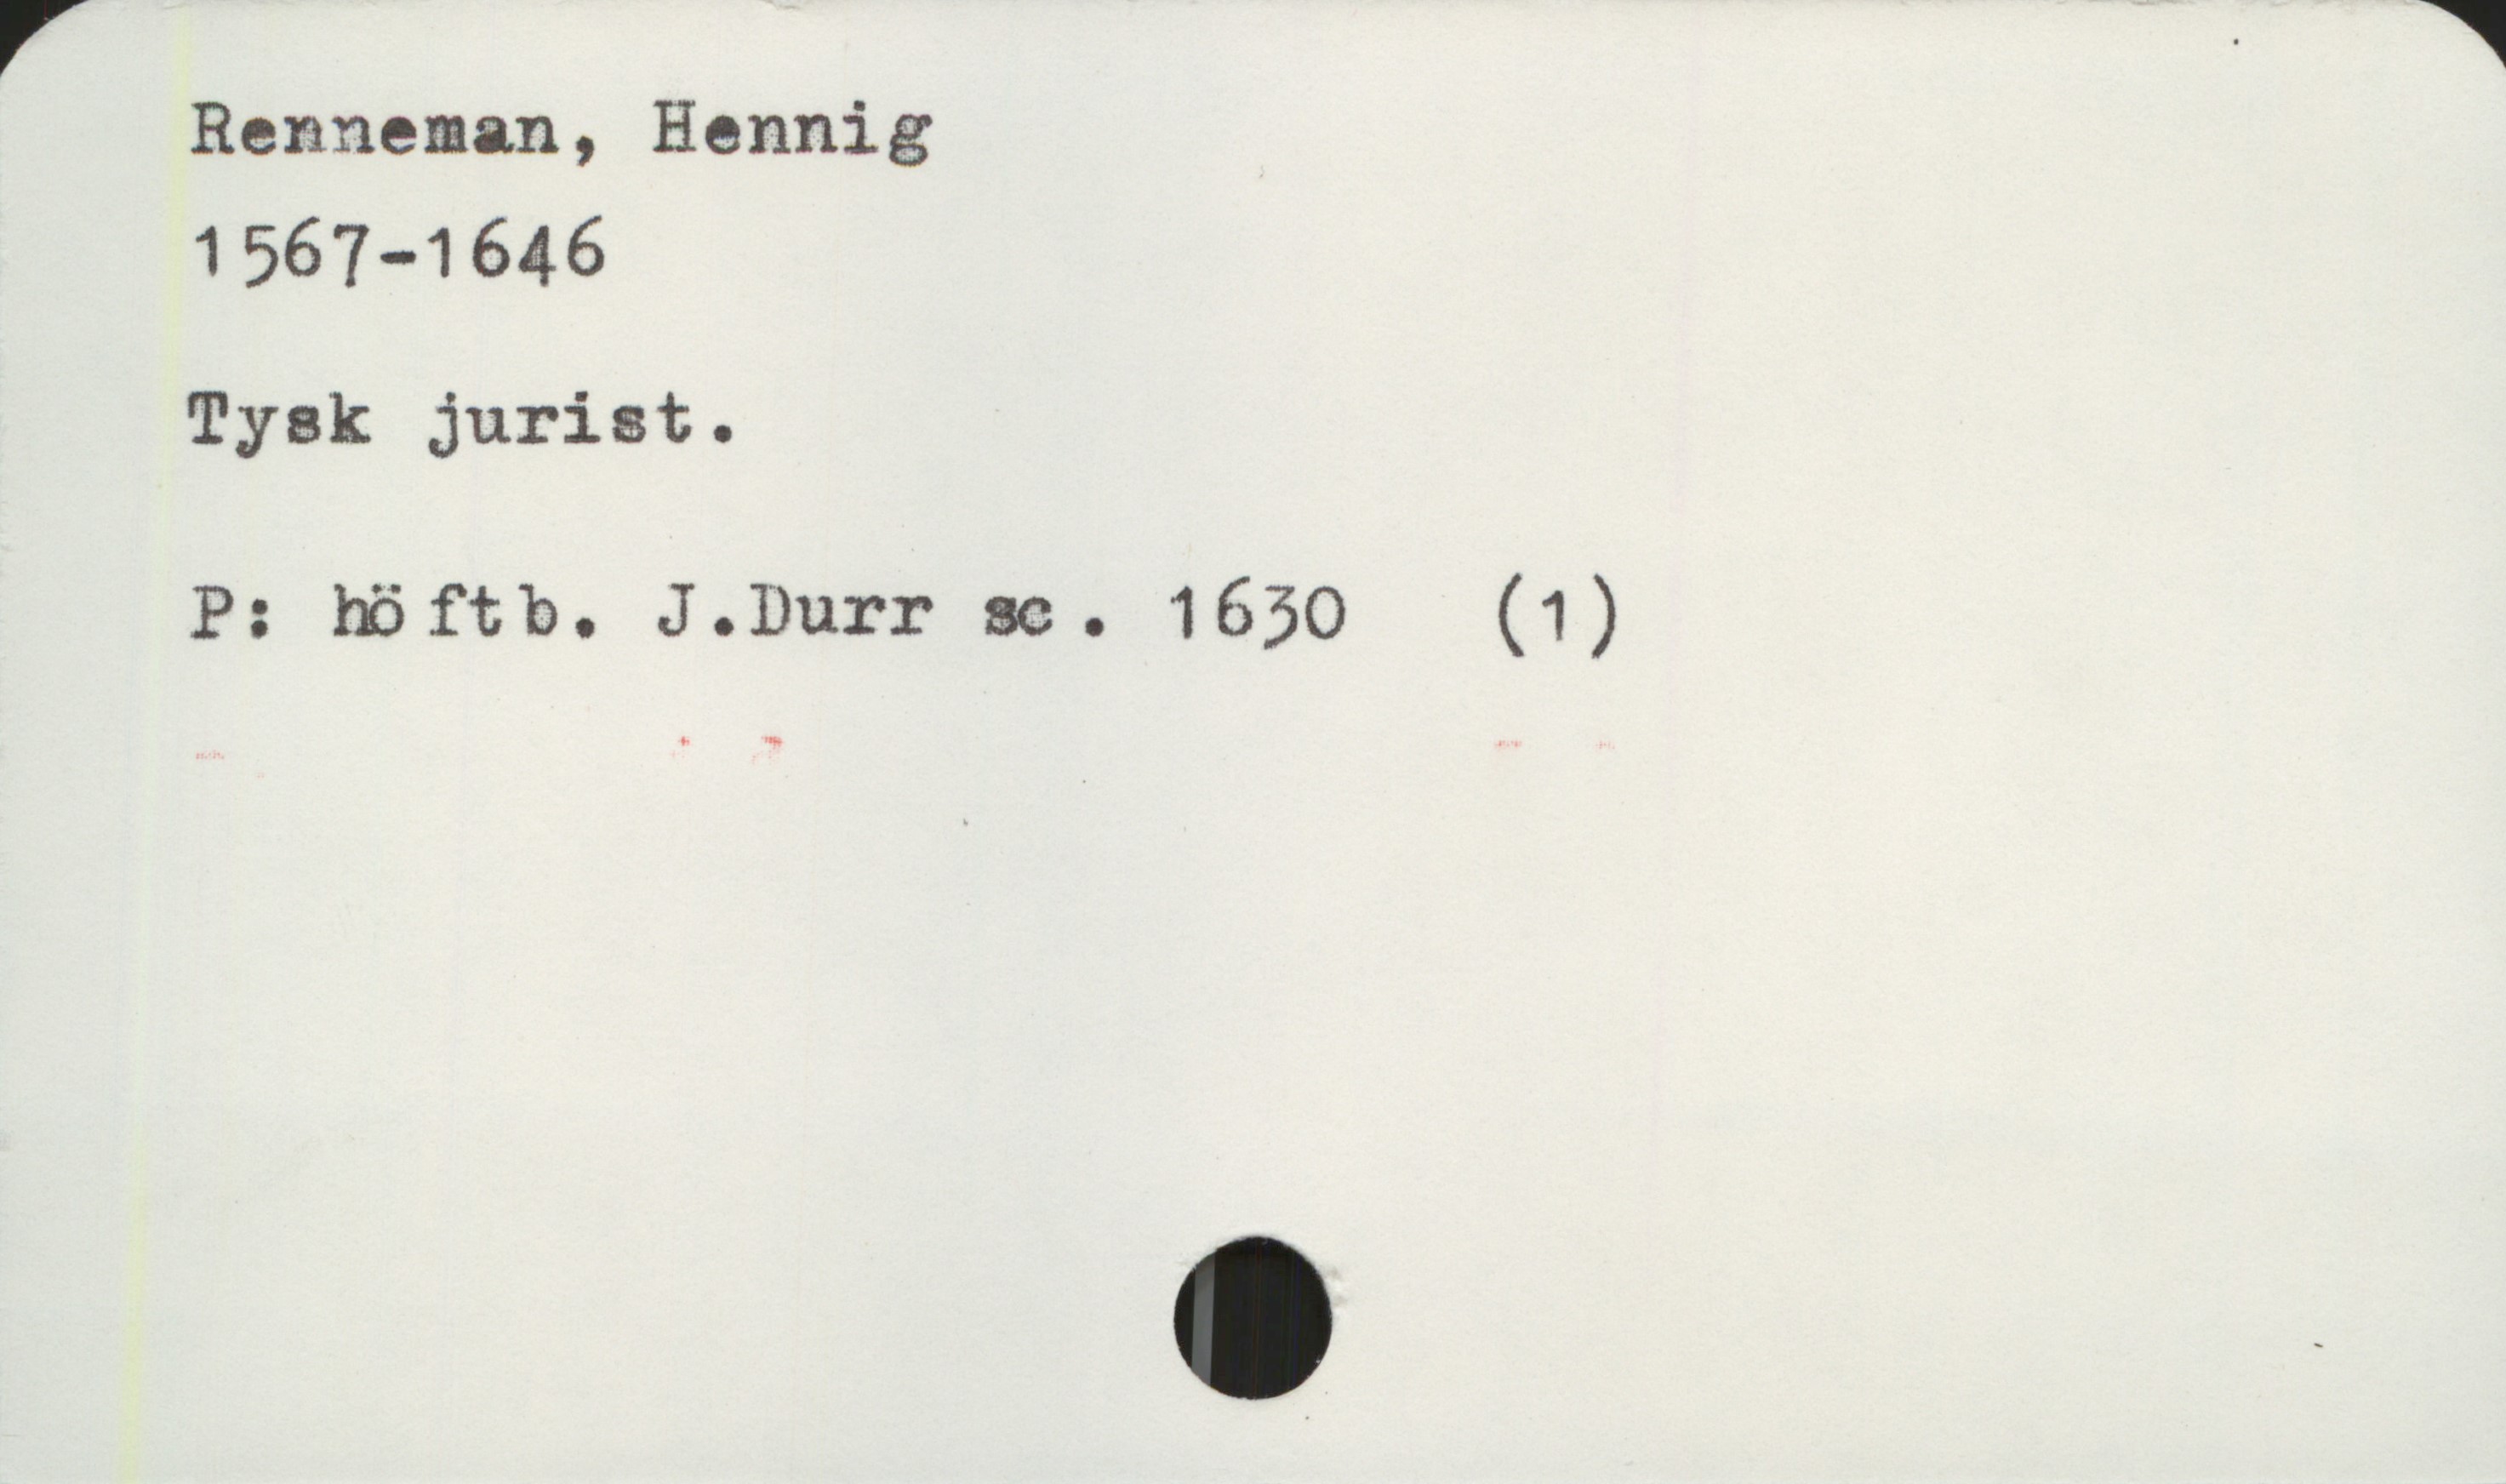 Renneman, Hennig
1567-1646
Tysk jurist.
P: höftb. J.Durr sc. 1630 (1)